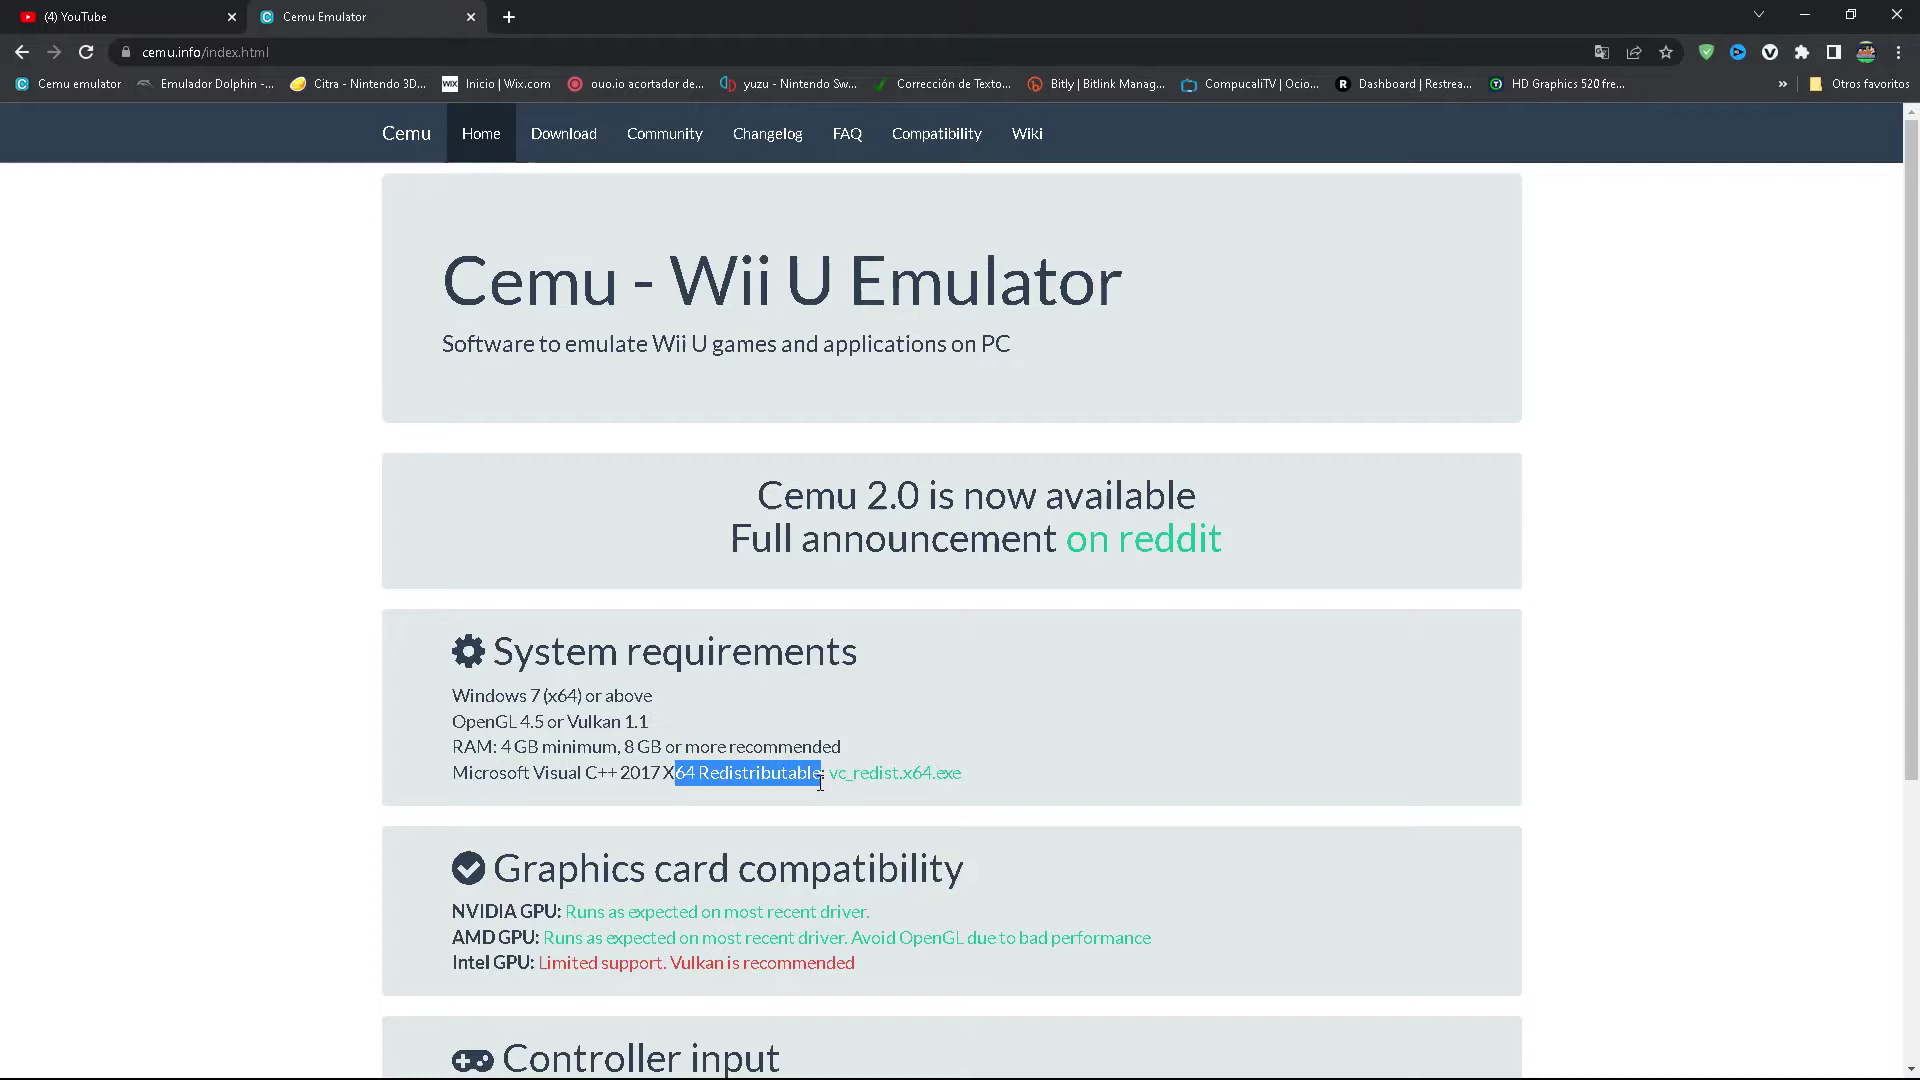 (4) YouTube
Cemu Emulator
cemu.info/index.html
Cemu emulator
Emulador Dolphin -...
Citra - Nintendo 3D...
WiX Inicio | Wix.com
ouo.io acortador de...
yuzu - Nintendo Sw...
Corrección de Texto...
Bitly | Bitlink Manag...
CompucaliTV | Ocio...
R Dashboard | Restrea...
HD Graphics 520 fre...
»
Otros favoritos
Cemu
Home
Download
Community
Changelog
FAQ
Compatibility
Wiki
Cemu - Wii U Emulator
Software to emulate Wii U games and applications on PC
Cemu 2.0 is now available
Full announcement on reddit
System requirements
Windows 7 (x64) or above
OpenGL 4.5 or Vulkan 1.1
RAM: 4 GB minimum, 8 GB or more recommended
Microsoft Visual C++ 2017 X64 Redistributable: vc_redist.x64.exe
Graphics card compatibility
NVIDIA GPU: Runs as expected on most recent driver.
AMD GPU: Runs as expected on most recent driver. Avoid OpenGL due to bad performance
Intel GPU: Limited support. Vulkan is recommended
Controller input